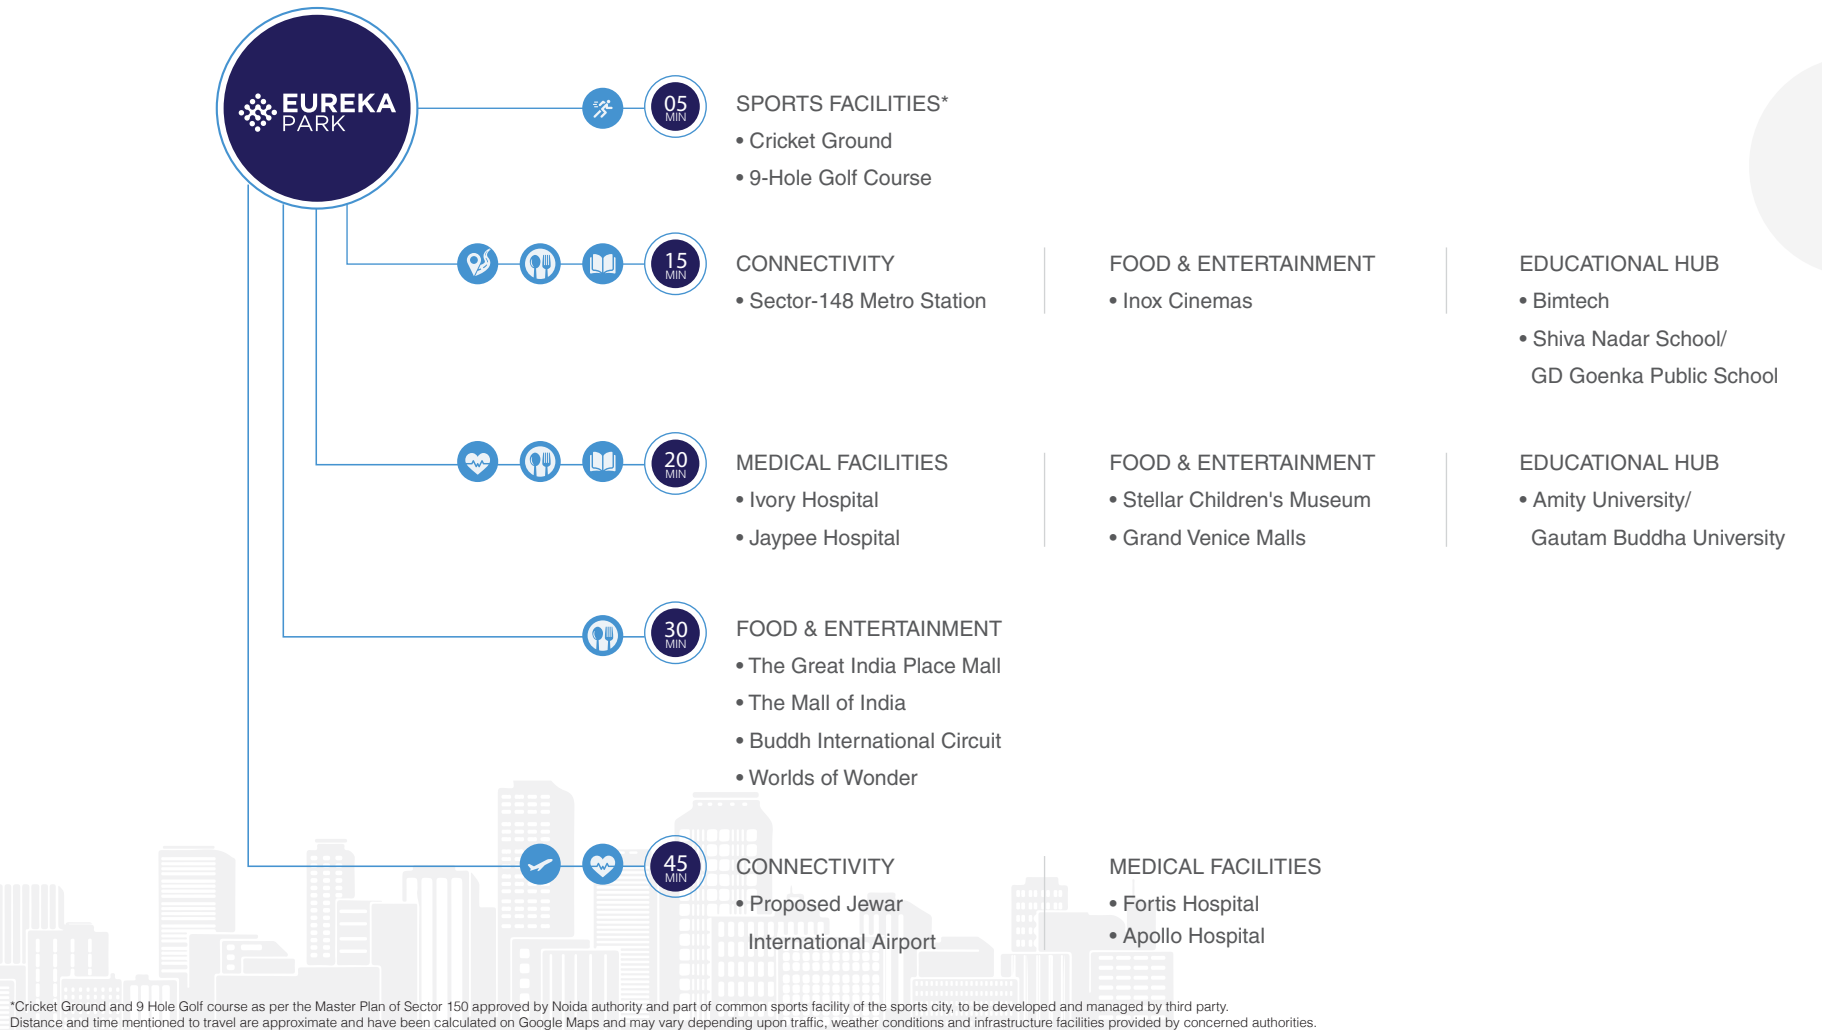 EUREKA
PARK
05
MIN
SPORTS FACILITIES*
• Cricket Ground
• 9-Hole Golf Course
15
MIN
CONNECTIVITY
• Sector-148 Metro Station
FOOD & ENTERTAINMENT
• Inox Cinemas
EDUCATIONAL HUB
• Bimtech
• Shiva Nadar School/
GD Goenka Public School
20
MIN
MEDICAL FACILITIES
• Ivory Hospital
• Jaypee Hospital
FOOD & ENTERTAINMENT
• Stellar Children's Museum
• Grand Venice Malls
EDUCATIONAL HUB
• Amity University/
Gautam Buddha University
30
MIN
FOOD & ENTERTAINMENT
• The Great India Place Mall
• The Mall of India
• Buddh International Circuit
• Worlds of Wonder
45
MIN
CONNECTIVITY
• Proposed Jewar
International Airport
MEDICAL FACILITIES
• Fortis Hospital
• Apollo Hospital
*Cricket Ground and 9 Hole Golf course as per the Master Plan of Sector 150 approved by Noida authority and part of common sports facility of the sports city, to be developed and managed by third party.
Distance and time mentioned to travel are approximate and have been calculated on Google Maps and may vary depending upon traffic, weather conditions and infrastructure facilities provided by concerned authorities.